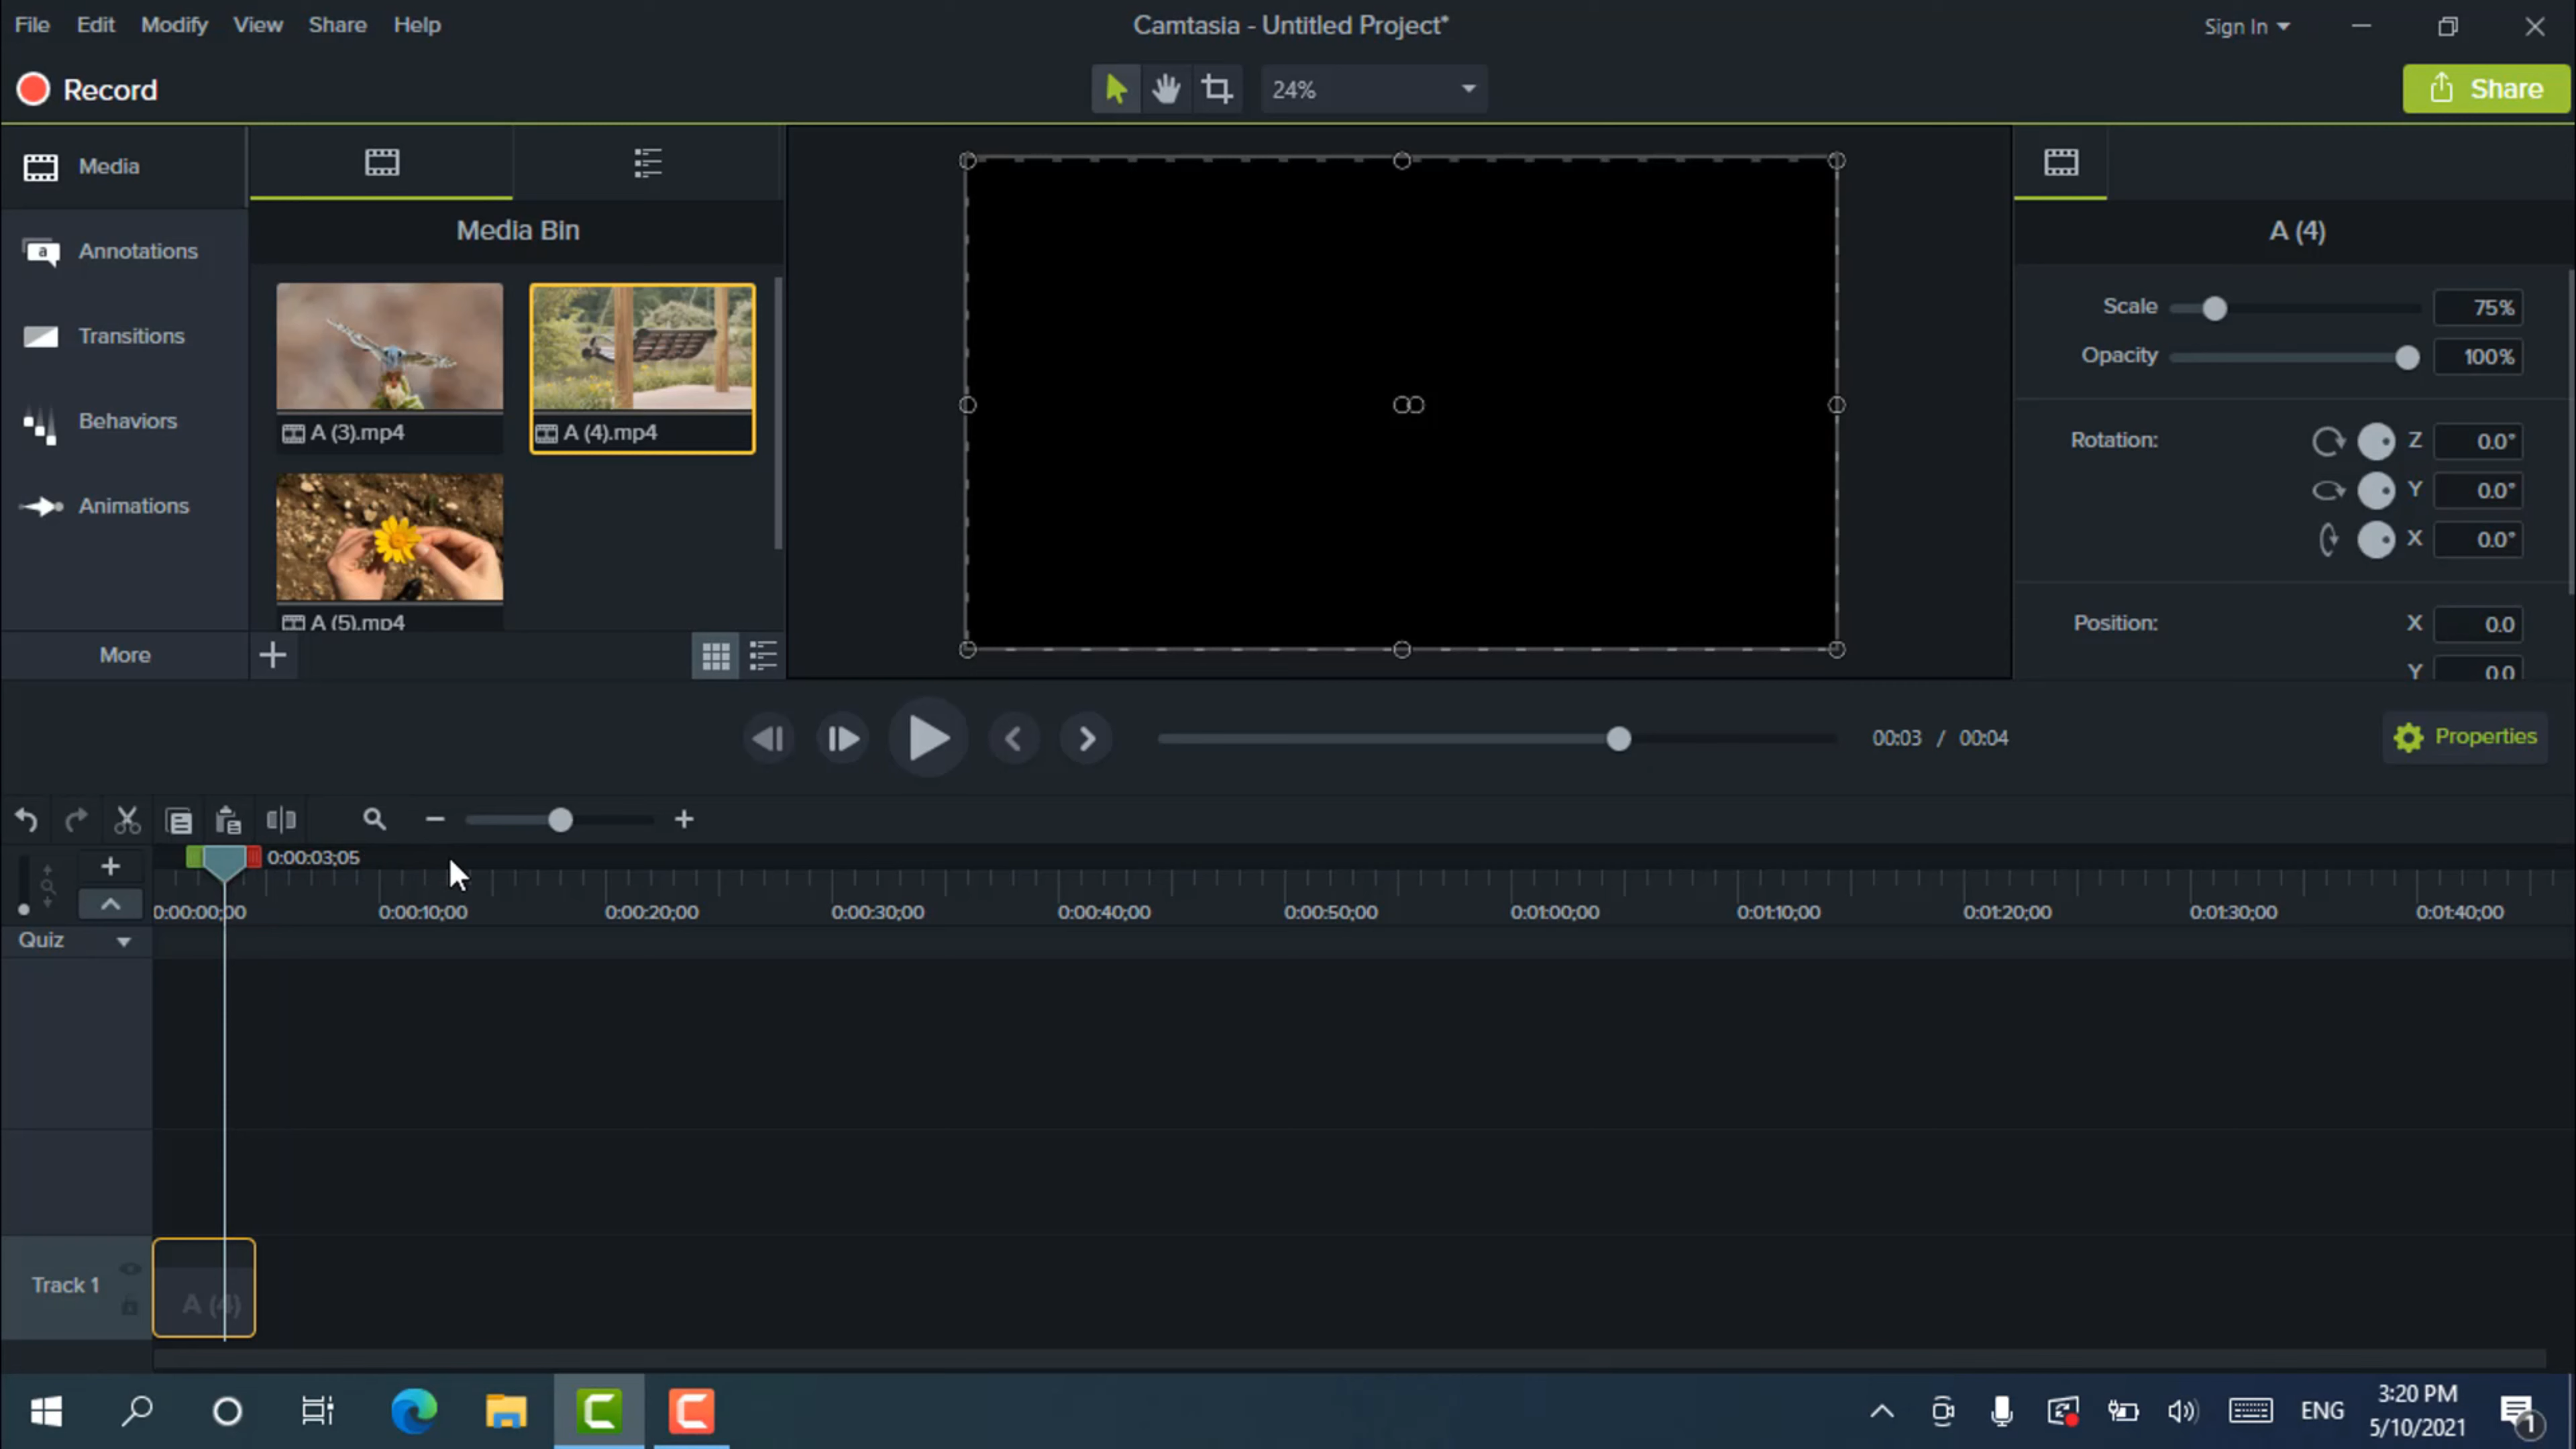 File Edit Modify View Share Help
Camtasia - Untitled Project*
Sign In
Record
24%
Share
Media
Annotations
Transitions
Behaviors
Animations
More
Media Bin
A (3).mp4
A (4).mp4
A (5).mp4
A (4)
Scale 75%
Opacity 100%
Rotation: Z 0.0°
Y 0.0°
X 0.0°
Position: X 0.0
Y 0.0
00:03 / 00:04
Properties
0:00:03;05
0:00:00;00 0:00:10;00 0:00:20;00 0:00:30;00 0:00:40;00 0:00:50;00 0:01:00;00 0:01:10;00 0:01:20;00 0:01:30;00 0:01:40;00
Quiz
Track 1
A (4)
ENG
3:20 PM
5/10/2021
1